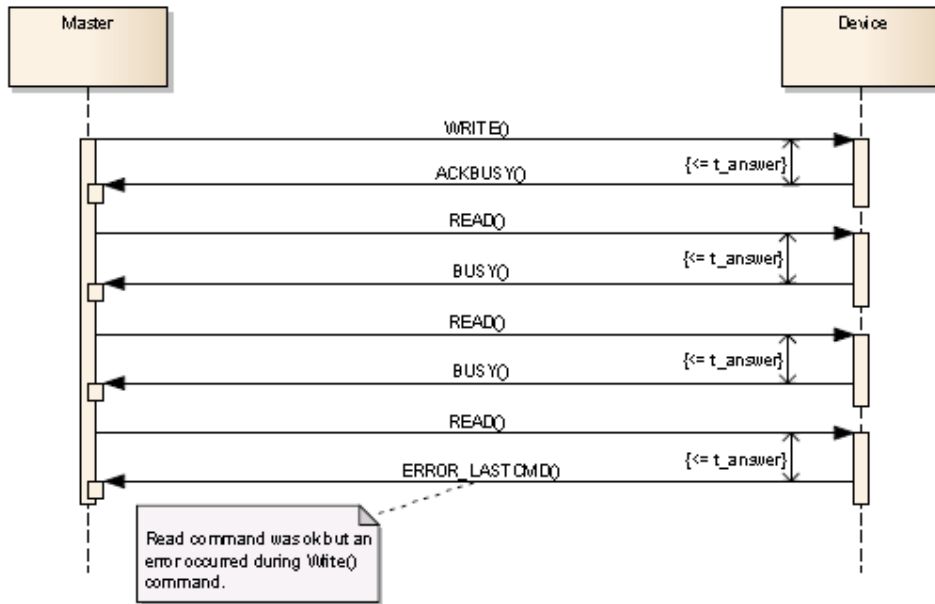 Master
Device
WRITE()
{<= t_answer}
ACKBUSY()
READ()
{<= t_answer}
BUSY()
READ()
{<= t_answer}
BUSY()
READ()
{<= t_answer}
ERROR_LASTCMD()
Read command was ok but an
error occurred during Write()
command.